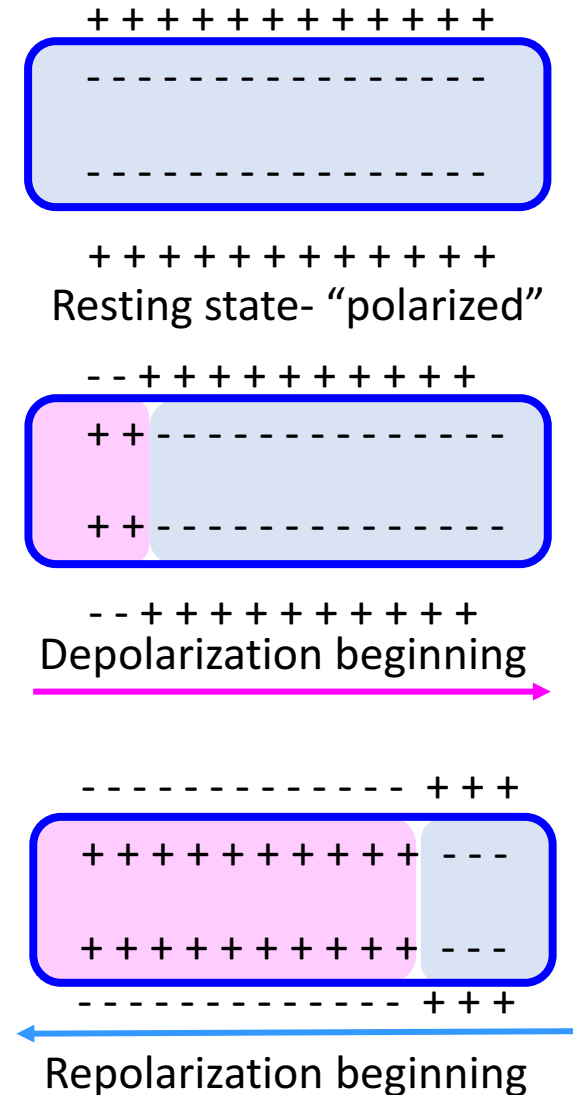 + + + + + + + + + + + + +
- - - - - - - - - - - - - - - -
- - - - - - - - - - - - - - - -
+ + + + + + + + + + + + +
Resting state- “polarized”
- - + + + + + + + + + + +
+ + - - - - - - - - - - - - - -
+ + - - - - - - - - - - - - - -
- - + + + + + + + + + + +
Depolarization beginning
- - - - - - - - - - - - - + + +
+ + + + + + + + + + + - - -
+ + + + + + + + + + + - - -
- - - - - - - - - - - - - + + +
Repolarization beginning